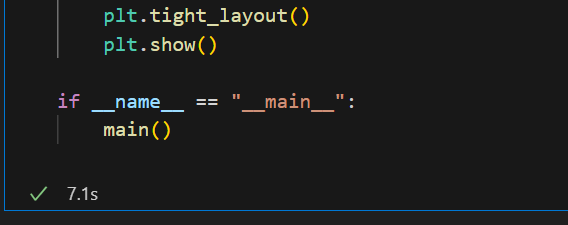 plt.tight_layout()
plt.show()
if __name__ == "__main__":
main()
7.1s